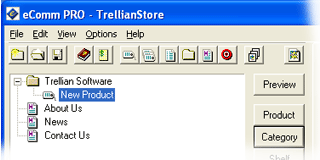 eComm PRO - TrellianStore
File Edit View Options Help
Trellian Software
New Product
About Us
News
Contact Us
Preview
Product
Category
Shell